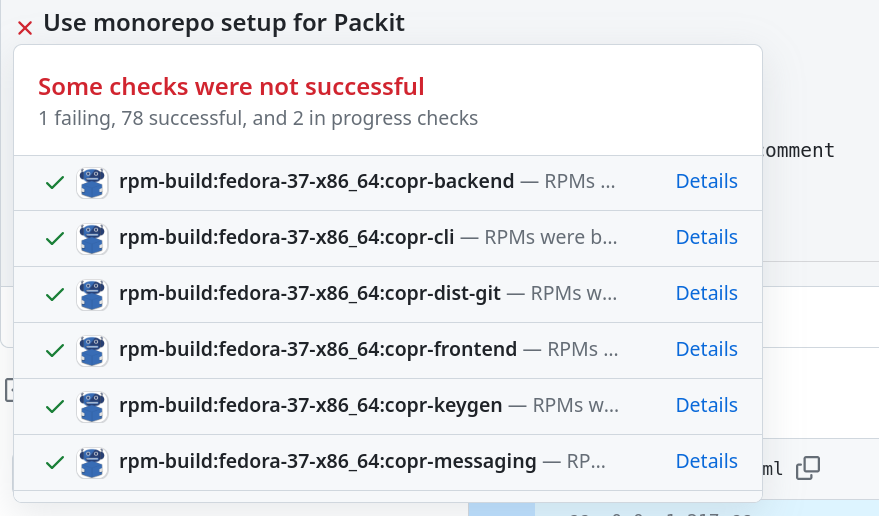 Use monorepo setup for Packit
Some checks were not successful
1 failing, 78 successful, and 2 in progress checks
omment
rpm-build:fedora-37-x86_64:copr-backend — RPMs ... Details
rpm-build:fedora-37-x86_64:copr-cli — RPMs were b... Details
rpm-build:fedora-37-x86_64:copr-dist-git — RPMs w... Details
rpm-build:fedora-37-x86_64:copr-frontend — RPMs ... Details
rpm-build:fedora-37-x86_64:copr-keygen — RPMs w... Details
rpm-build:fedora-37-x86_64:copr-messaging — RP... Details
ml